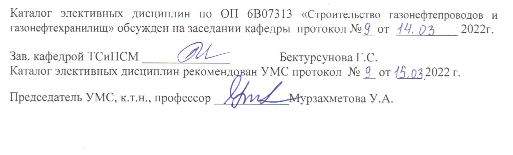 Каталог элективных дисциплин по ОП 6В07313 «Строительство газонефтепроводов и
газонефтехранилищ» обсужден на заседании кафедры протокол № 9 от 14.03 2022г.
Зав. кафедрой ТСиПСМ Бектурсунова Г.С.
Каталог элективных дисциплин рекомендован УМС протокол № 9 от 15.03 2022 г.
Председатель УМС, к.т.н., профессор Мурзахметова У.А.